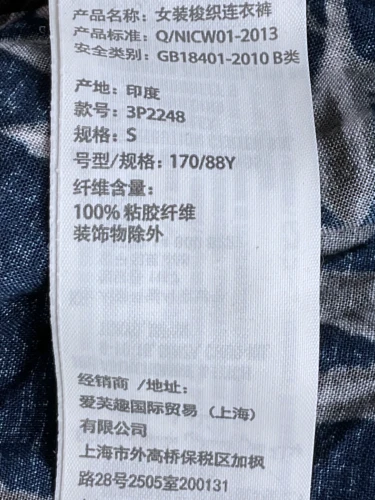 产品名称：女装梭织连衣裤
产品标准：Q/NICW01-2013
安全类别：GB18401-2010 B类
产地：印度
款号：3P2248
规格：S
号型/规格：170/88Y
纤维含量：
100% 粘胶纤维
装饰物除外
经销商 /地址：
爱芙趣国际贸易（上海）
有限公司
上海市外高桥保税区加枫
路28号2505室200131